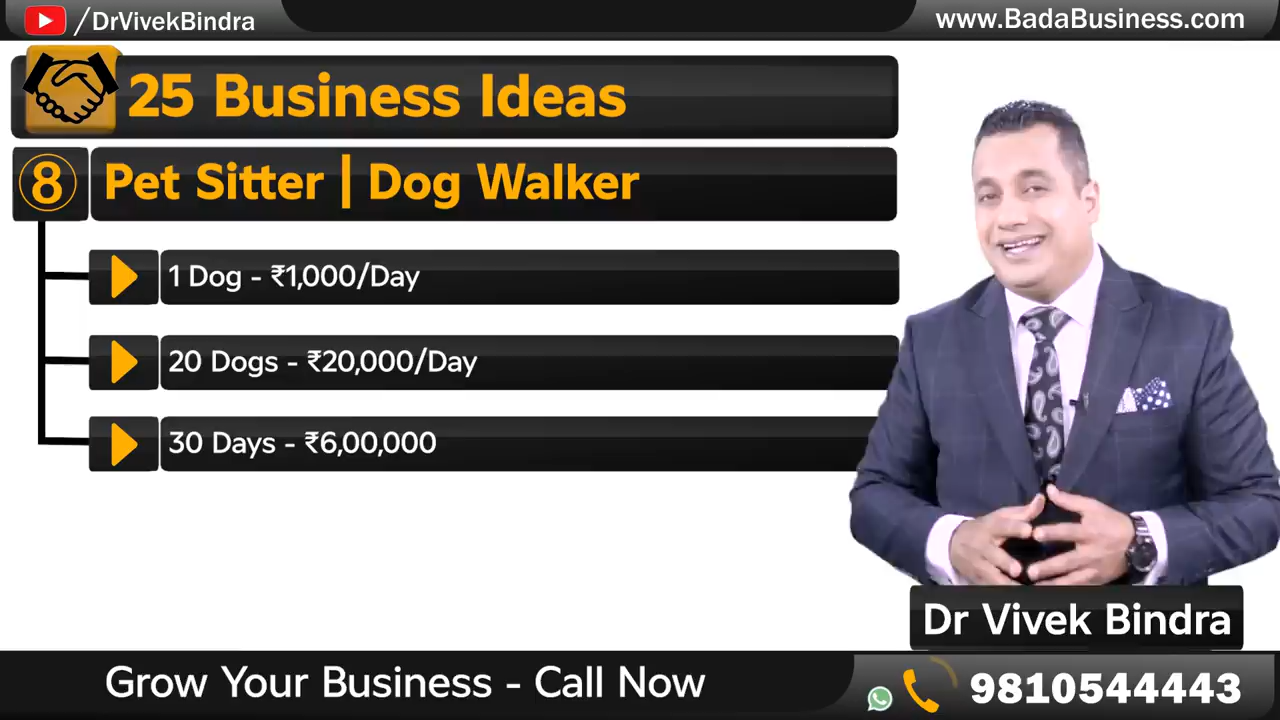 /DrVivekBindra
www.BadaBusiness.com
25 Business Ideas
8 Pet Sitter | Dog Walker
1 Dog - ₹1,000/Day
20 Dogs - ₹20,000/Day
30 Days - ₹6,00,000
Dr Vivek Bindra
Grow Your Business - Call Now
9810544443